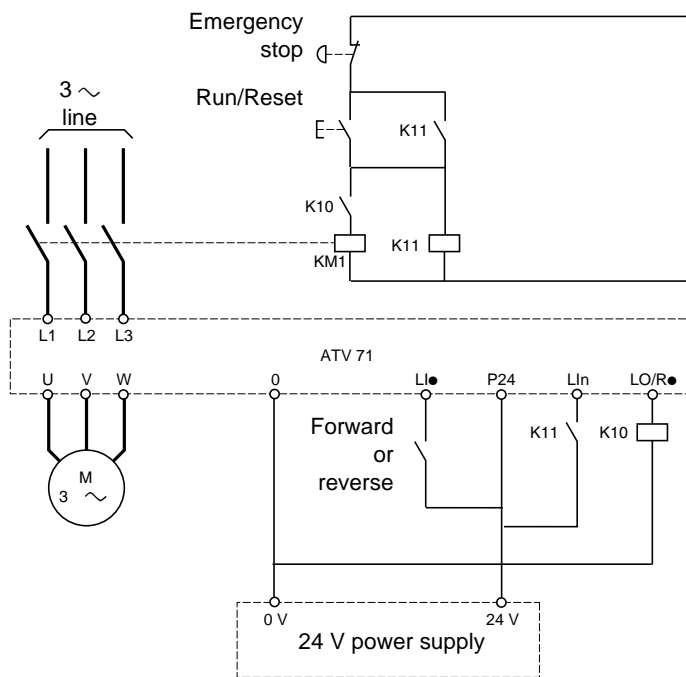 Emergency
stop
3 ~
line
Run/Reset
K11
K10
KM1
K11
L1 L2 L3
ATV 71
U V W 0 LI● P24 LIn LO/R●
Forward
or
reverse
K11
K10
M
3 ~
0 V
24 V
24 V power supply